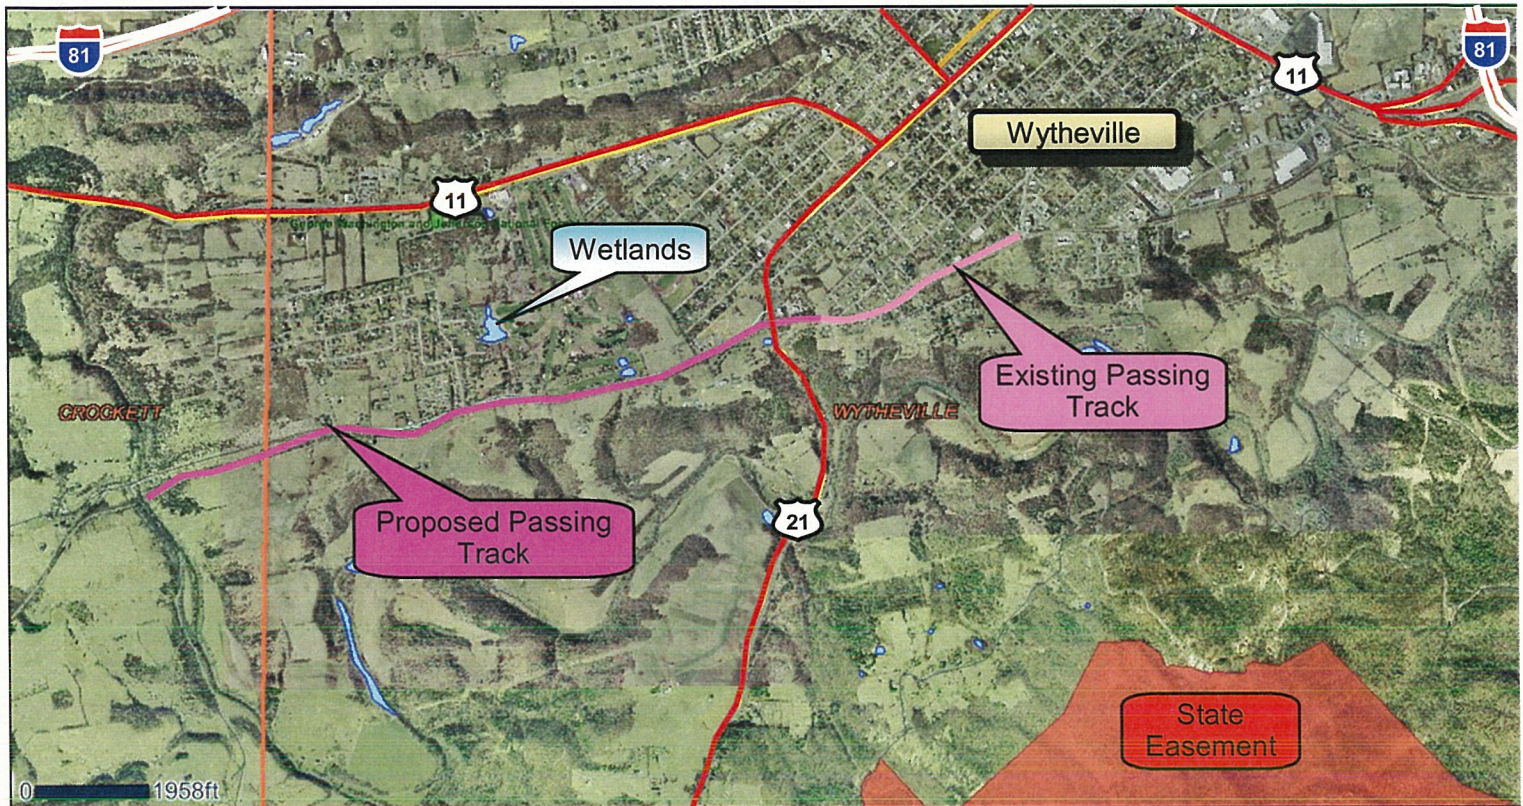 81
81
11
Wytheville
11
Wetlands
Existing Passing
Track
CROCKETT
WYTHEVILLE
Proposed Passing
Track
21
State
Easement
0 1958ft